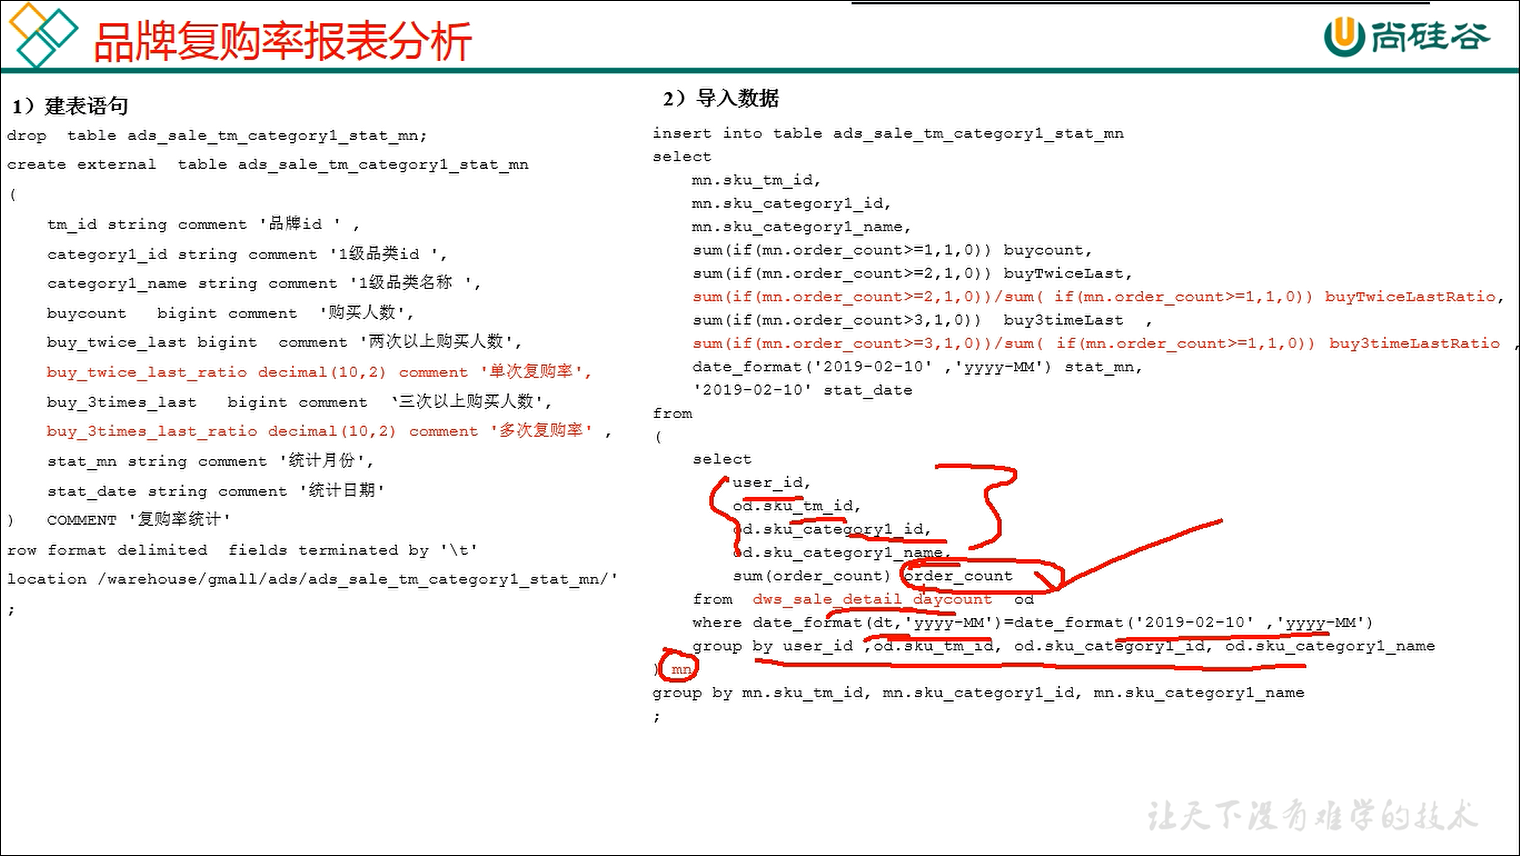 品牌复购率报表分析
尚硅谷
1）建表语句
drop  table ads_sale_tm_category1_stat_mn;
create external  table ads_sale_tm_category1_stat_mn
(
    tm_id string comment '品牌id ' ,
    category1_id string comment '1级品类id ',
    category1_name string comment '1级品类名称 ',
    buycount   bigint comment  '购买人数',
    buy_twice_last bigint  comment '两次以上购买人数',
    buy_twice_last_ratio decimal(10,2) comment '单次复购率',
    buy_3times_last   bigint comment  '三次以上购买人数',
    buy_3times_last_ratio decimal(10,2) comment '多次复购率' ,
    stat_mn string comment '统计月份',
    stat_date string comment '统计日期'
)   COMMENT '复购率统计'
row format delimited  fields terminated by '\t'
location /warehouse/gmall/ads/ads_sale_tm_category1_stat_mn/'
;
2）导入数据
insert into table ads_sale_tm_category1_stat_mn
select
    mn.sku_tm_id,
    mn.sku_category1_id,
    mn.sku_category1_name,
    sum(if(mn.order_count>=1,1,0)) buycount,
    sum(if(mn.order_count>=2,1,0)) buyTwiceLast,
    sum(if(mn.order_count>=2,1,0))/sum( if(mn.order_count>=1,1,0)) buyTwiceLastRatio,
    sum(if(mn.order_count>3,1,0))  buy3timeLast  ,
    sum(if(mn.order_count>=3,1,0))/sum( if(mn.order_count>=1,1,0)) buy3timeLastRatio ,
    date_format('2019-02-10' ,'yyyy-MM') stat_mn,
    '2019-02-10' stat_date
from
(
    select
        user_id,
        od.sku_tm_id,
        od.sku_category1_id,
        od.sku_category1_name,
        sum(order_count) order_count
    from  dws_sale_detail_daycount  od
    where date_format(dt,'yyyy-MM')=date_format('2019-02-10' ,'yyyy-MM')
    group by user_id ,od.sku_tm_id, od.sku_category1_id, od.sku_category1_name
) mn
group by mn.sku_tm_id, mn.sku_category1_id, mn.sku_category1_name
;
让天下没有难学的技术